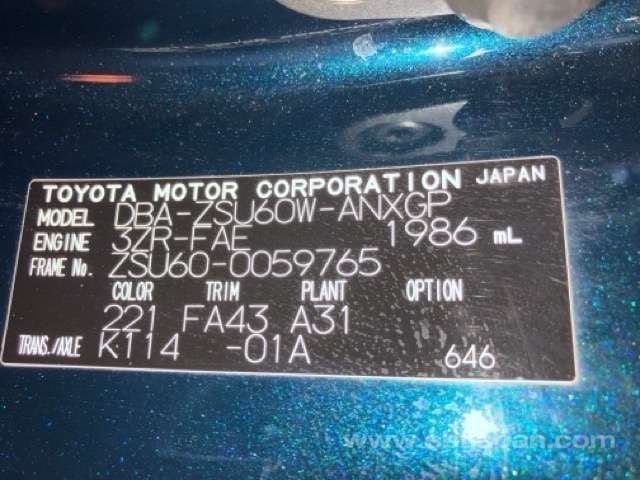 TOYOTA MOTOR CORPORATION JAPAN
MODEL DBA-ZSU60W-ANXGP
ENGINE 3ZR-FAE 1986 mL
FRAME No. ZSU60-0059765
COLOR TRIM PLANT OPTION
221 FA43 A31
TRANS./AXLE K114 -01A 646